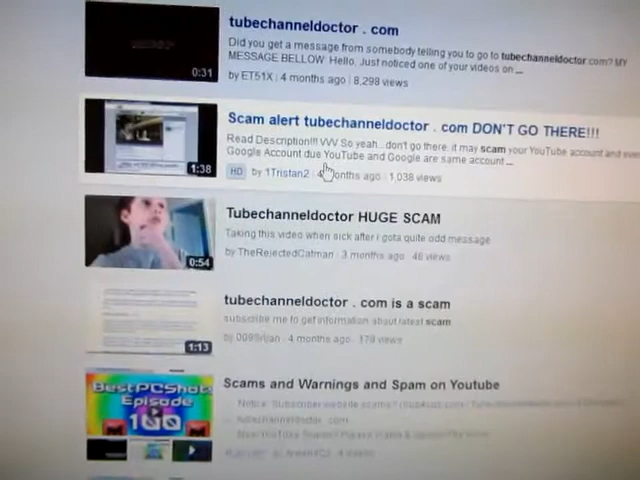 tubechanneldoctor . com
Did you get a message from somebody telling you to go to tubechanneldoctor com? MY
MESSAGE BELLOW Hello, Just noticed one of your videos on ...
0:31
by ET51X 4 months ago 8,298 views
Scam alert tubechanneldoctor . com DON'T GO THERE!!!
Read Description!!! VVV So yeah...don't go there, it may scam your YouTube account and even
Google Account due YouTube and Google are same account ...
1:38
HD by 1Tristan2 4 months ago 1,038 views
Tubechanneldoctor HUGE SCAM
Taking this video when sick after i gota quite odd message
by TheRejectedCatman 3 months ago 46 views
0:54
tubechanneldoctor . com is a scam
subscribe me to get information about latest scam
by 009Srijan 4 months ago 179 views
1:13
Scams and Warnings and Spam on Youtube
BestPCShots
Episode
100
Notice: Subscriber website scams?
tubechanneldoctor .com